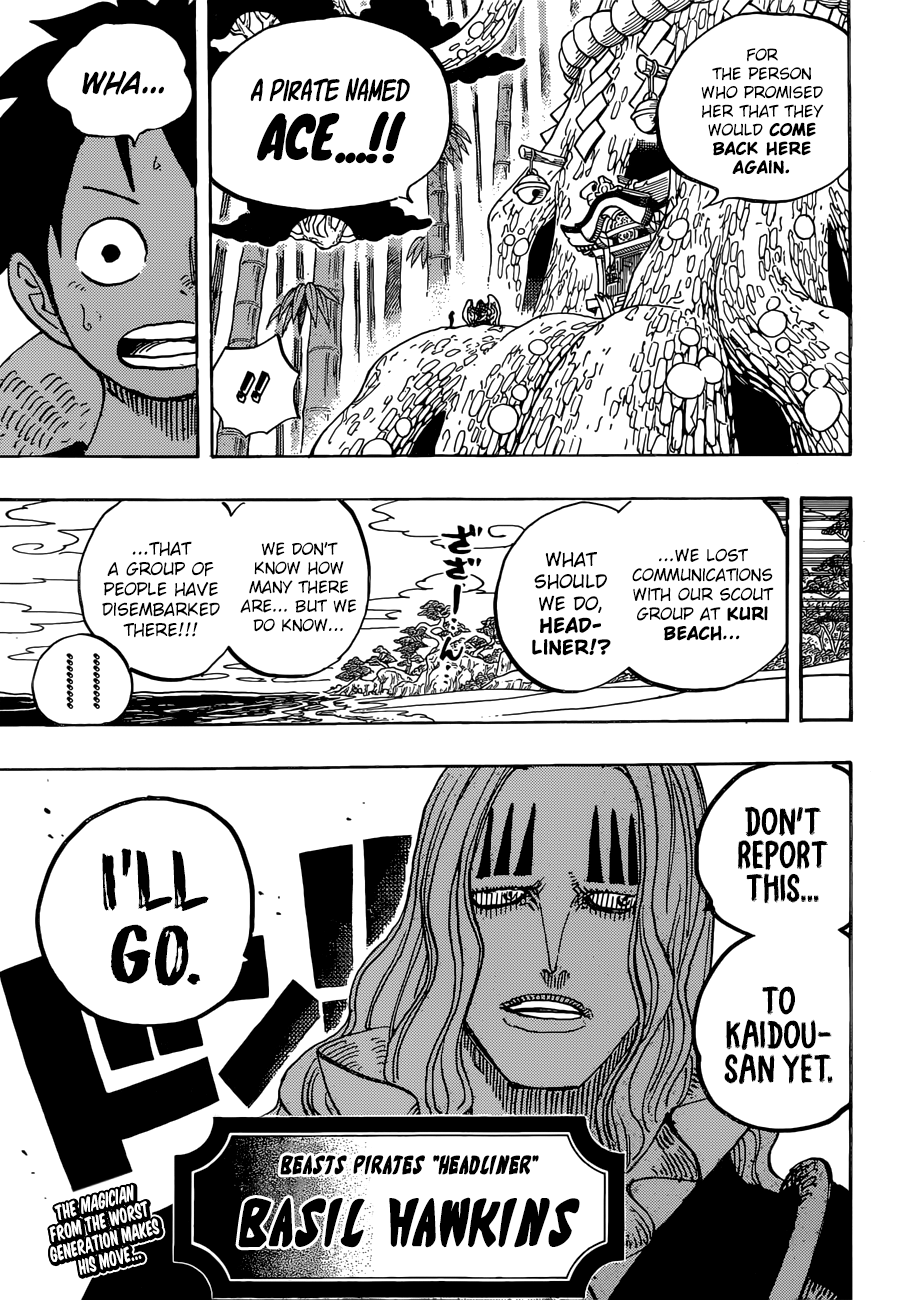 FOR
THE PERSON
WHO PROMISED
HER THAT THEY
WOULD COME
BACK HERE
AGAIN.
A PIRATE NAMED
ACE...!!
!!
WHA...
...WE LOST
COMMUNICATIONS
WITH OUR SCOUT
GROUP AT KURI
BEACH...
WHAT
SHOULD
WE DO,
HEAD-
LINER!?
ざざー…ん…
WE DON'T
KNOW HOW
MANY THERE
ARE... BUT WE
DO KNOW...
...THAT
A GROUP OF
PEOPLE HAVE
DISEMBARKED
THERE!!!
DON'T
REPORT
THIS...
TO
KAIDOU-
SAN YET.
I'LL
GO.
ドン!!
BEASTS PIRATES "HEADLINER"
BASIL HAWKINS
THE MAGICIAN
FROM THE WORST
GENERATION MAKES
HIS MOVE...